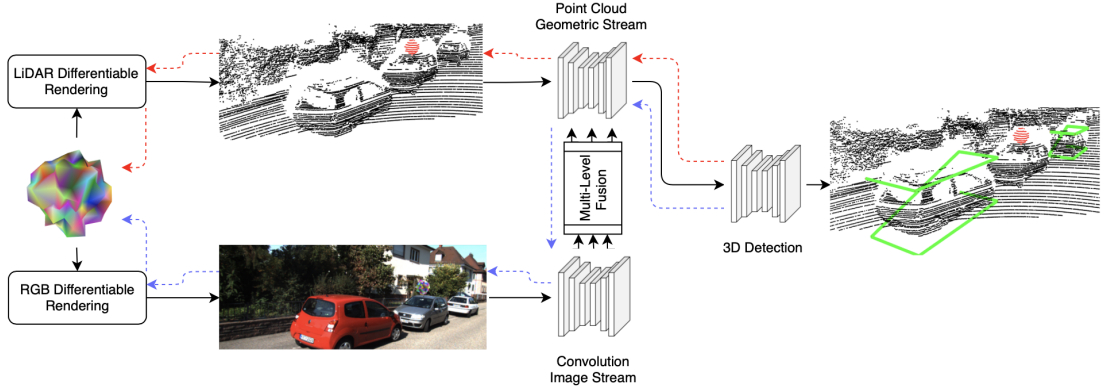 Point Cloud
Geometric Stream
LiDAR Differentiable
Rendering
Multi-Level
Fusion
3D Detection
RGB Differentiable
Rendering
Convolution
Image Stream